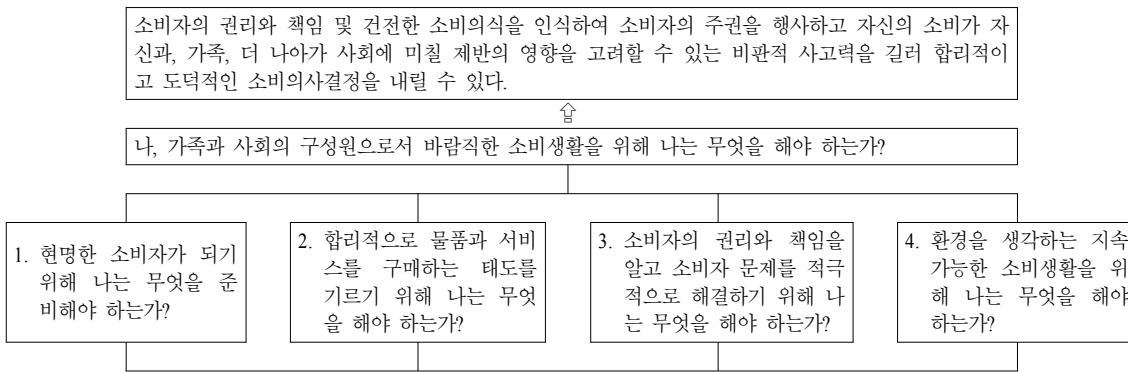 소비자의 권리와 책임 및 건전한 소비의식을 인식하여 소비자의 주권을 행사하고 자신의 소비가 자
신과, 가족, 더 나아가 사회에 미칠 제반의 영향을 고려할 수 있는 비판적 사고력을 길러 합리적이
고 도덕적인 소비의사결정을 내릴 수 있다.
나, 가족과 사회의 구성원으로서 바람직한 소비생활을 위해 나는 무엇을 해야 하는가?
1. 현명한 소비자가 되기
위해 나는 무엇을 준
비해야 하는가?
2. 합리적으로 물품과 서비
스를 구매하는 태도를
기르기 위해 나는 무엇
을 해야 하는가?
3. 소비자의 권리와 책임을
알고 소비자 문제를 적극
적으로 해결하기 위해 나
는 무엇을 해야 하는가?
4. 환경을 생각하는 지속
가능한 소비생활을 위
해 나는 무엇을 해야
하는가?